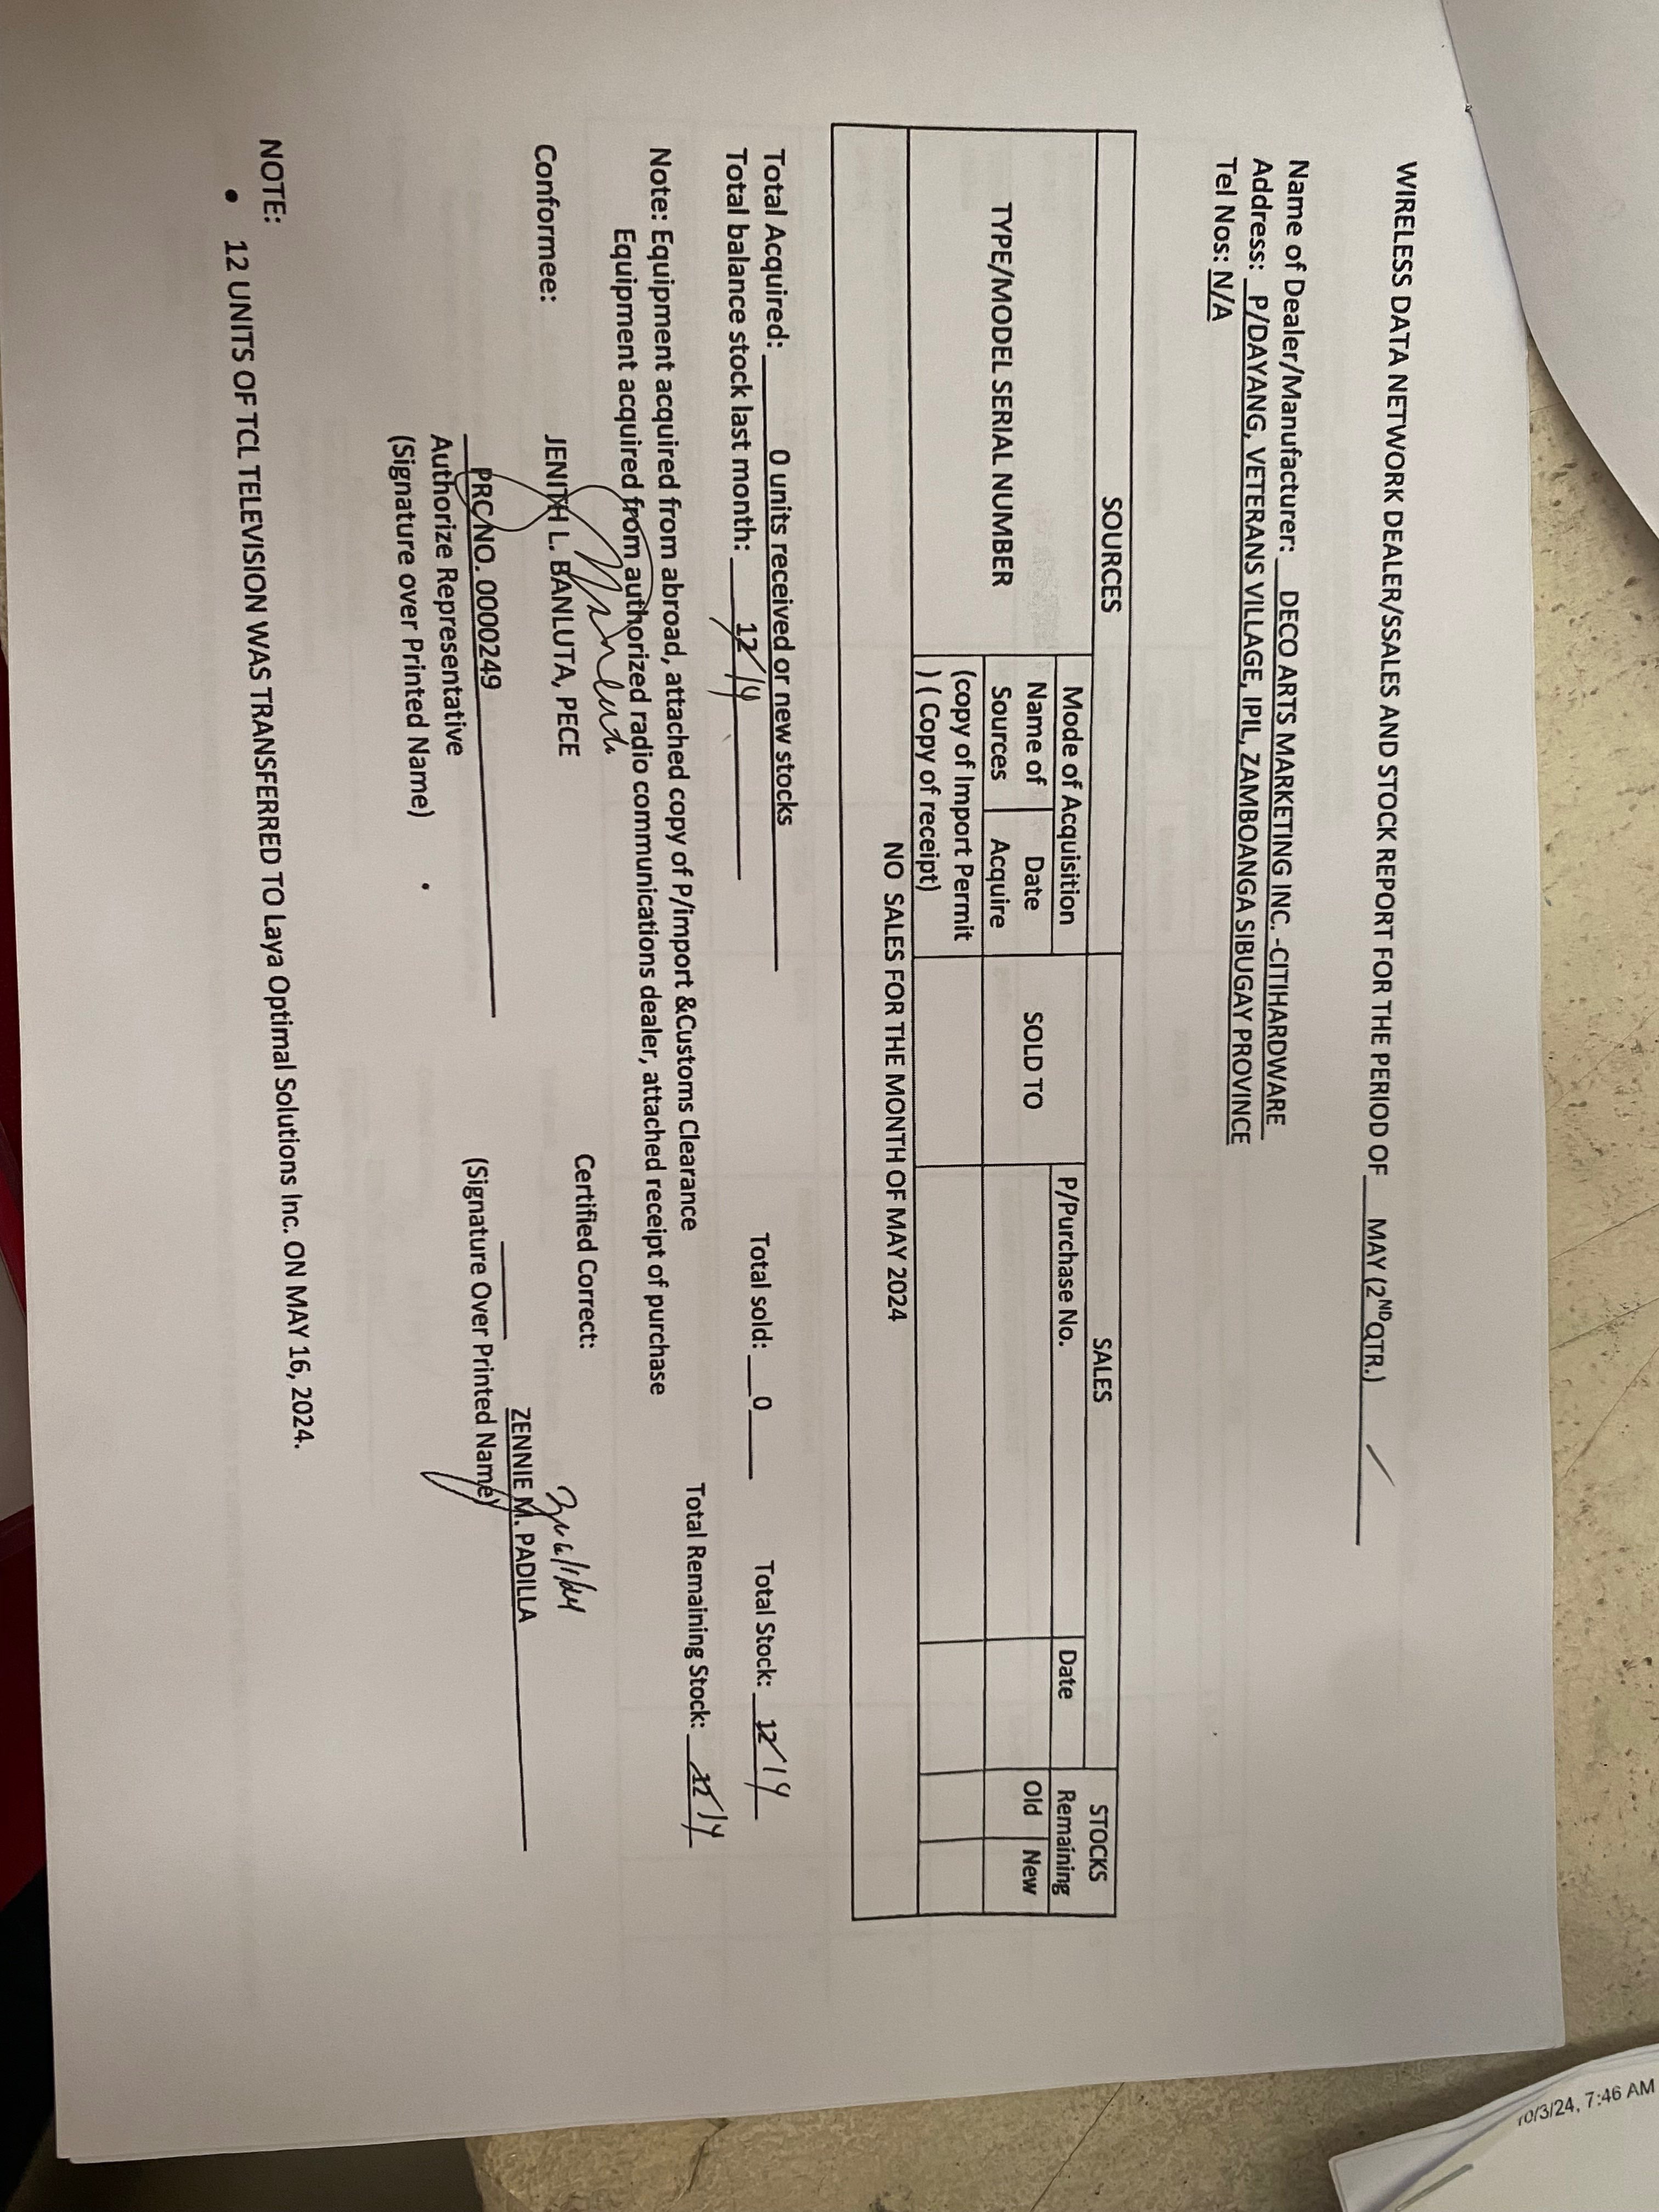 WIRELESS DATA NETWORK DEALER/SSALES AND STOCK REPORT FOR THE PERIOD OF MAY (2ND QTR.)
Name of Dealer/Manufacturer: DECO ARTS MARKETING INC. -CITIHARDWARE
Address: P/DAYANG, VETERANS VILLAGE, IPIL, ZAMBOANGA SIBUGAY PROVINCE
Tel Nos: N/A
SOURCES SALES STOCKS
TYPE/MODEL SERIAL NUMBER Mode of Acquisition SOLD TO P/Purchase No. Date Remaining
Name of Sources Date Acquire Old New
(copy of Import Permit
) ( Copy of receipt)
NO SALES FOR THE MONTH OF MAY 2024
Total Acquired: 0 units received or new stocks Total sold: 0 Total Stock: 12 14
Total balance stock last month: 12 14 Total Remaining Stock: 12 14
Note: Equipment acquired from abroad, attached copy of P/import &Customs Clearance
Equipment acquired from authorized radio communications dealer, attached receipt of purchase
Conformee: Certified Correct:
JENITH L. BANLUTA, PECE ZENNIE M. PADILLA
PRC NO. 0000249 (Signature Over Printed Name)
Authorize Representative
(Signature over Printed Name)
NOTE:
• 12 UNITS OF TCL TELEVISION WAS TRANSFERRED TO Laya Optimal Solutions Inc. ON MAY 16, 2024.
10/3/24, 7:46 AM